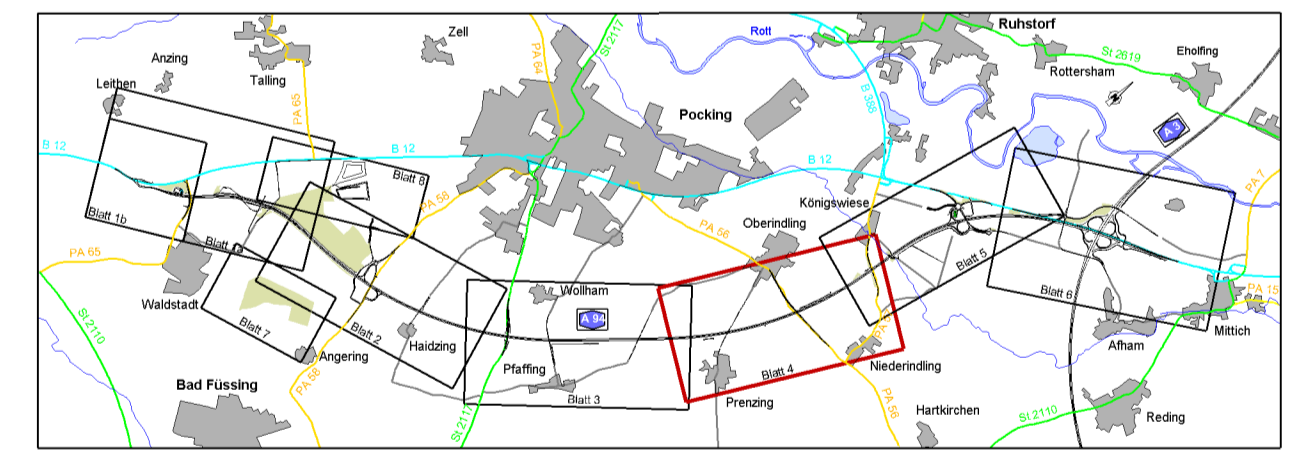 Ruhstorf
Zell
Rott
St 2117
PA 64
St 2619
Eholfing
Anzing
Talling
Rottersham
Leithen
PA 65
B 388
Pocking
A 3
B 12
B 12
B 12
Blatt 8
PA 7
PA 58
Königswiese
Blatt 1b
Oberindling
PA 56
Blatt
PA 65
Blatt 5
Waldstadt
Wollham
Blatt 6
PA 15
A 94
St 2110
Blatt 7
Blatt 2
Haidzing
PA
Mittich
Afham
Angering
Pfaffing
Blatt 4
Niederindling
Bad Füssing
PA 58
Blatt 3
Prenzing
PA 56
Hartkirchen
St 2110
Reding
St 2117